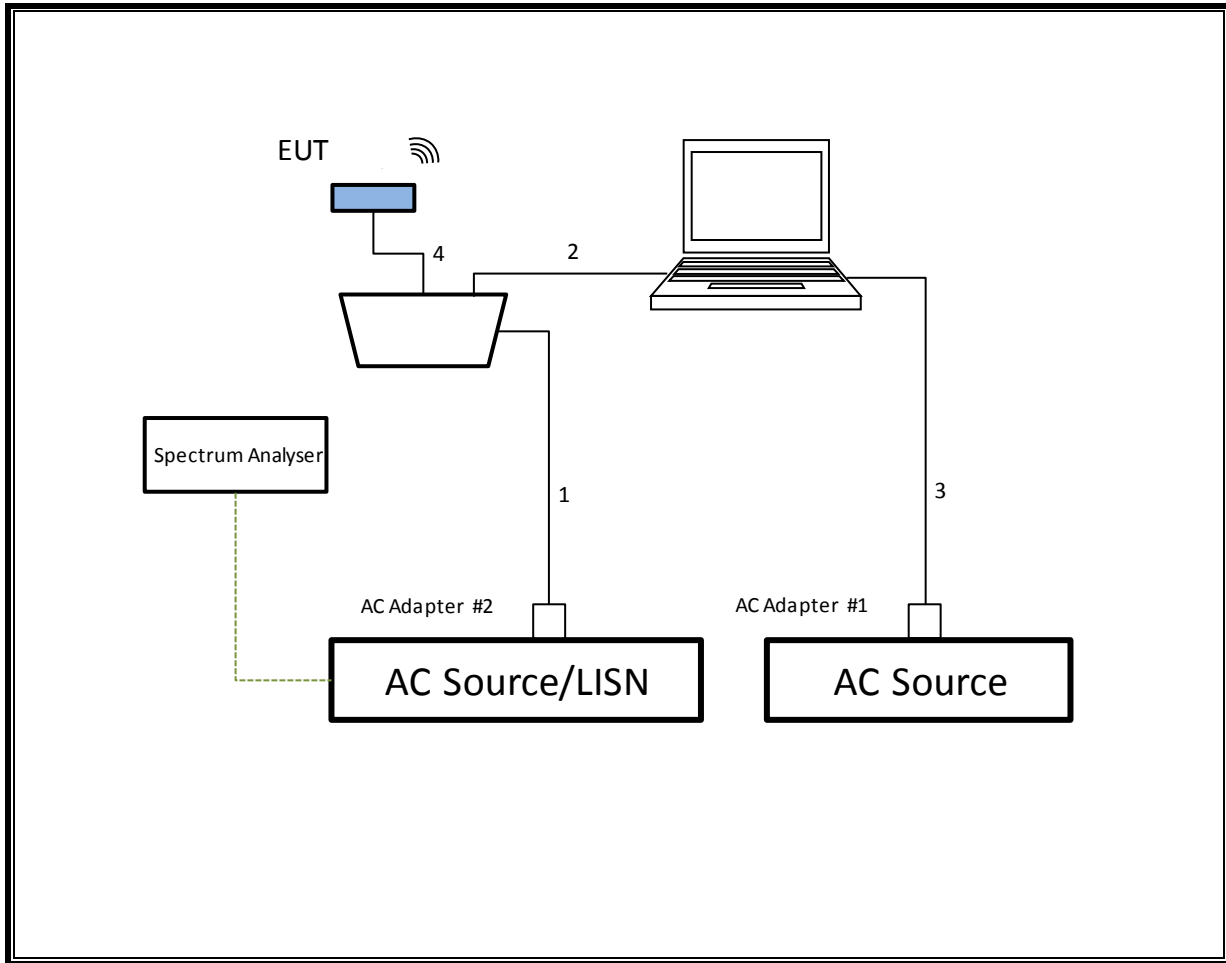 EUT
4
2
Spectrum Analyser
1
3
AC Adapter #2
AC Adapter #1
AC Source/LISN
AC Source